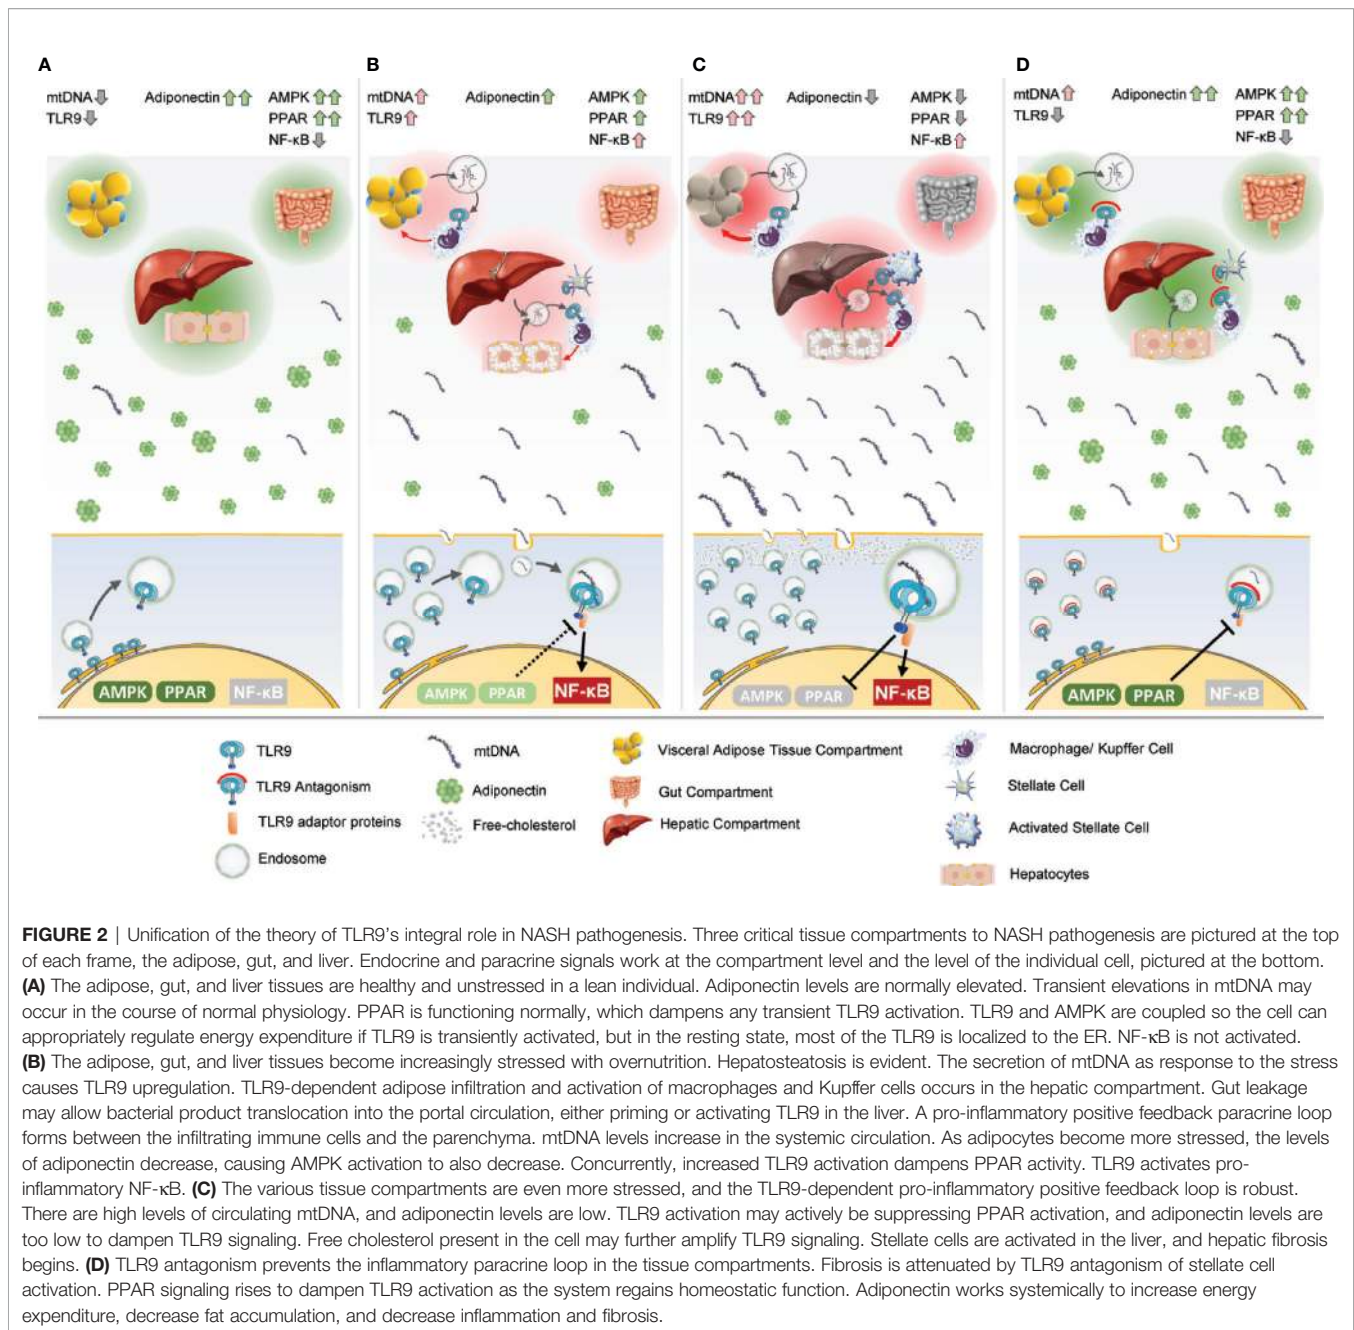 A
B
C
D
mtDNA
TLR9
Adiponectin
AMPK
PPAR
NF-κB
mtDNA
TLR9
Adiponectin
AMPK
PPAR
NF-κB
mtDNA
TLR9
Adiponectin
AMPK
PPAR
NF-κB
mtDNA
TLR9
Adiponectin
AMPK
PPAR
NF-κB
AMPK PPAR NF-κB
AMPK PPAR NF-κB
AMPK PPAR NF-κB
AMPK PPAR NF-κB
TLR9
TLR9 Antagonism
TLR9 adaptor proteins
Endosome
mtDNA
Adiponectin
Free-cholesterol
Visceral Adipose Tissue Compartment
Gut Compartment
Hepatic Compartment
Macrophage/ Kupffer Cell
Stellate Cell
Activated Stellate Cell
Hepatocytes
FIGURE 2 | Unification of the theory of TLR9's integral role in NASH pathogenesis. Three critical tissue compartments to NASH pathogenesis are pictured at the top
of each frame, the adipose, gut, and liver. Endocrine and paracrine signals work at the compartment level and the level of the individual cell, pictured at the bottom.
(A) The adipose, gut, and liver tissues are healthy and unstressed in a lean individual. Adiponectin levels are normally elevated. Transient elevations in mtDNA may
occur in the course of normal physiology. PPAR is functioning normally, which dampens any transient TLR9 activation. TLR9 and AMPK are coupled so the cell can
appropriately regulate energy expenditure if TLR9 is transiently activated, but in the resting state, most of the TLR9 is localized to the ER. NF-κB is not activated.
(B) The adipose, gut, and liver tissues become increasingly stressed with overnutrition. Hepatosteatosis is evident. The secretion of mtDNA as response to the stress
causes TLR9 upregulation. TLR9-dependent adipose infiltration and activation of macrophages and Kupffer cells occurs in the hepatic compartment. Gut leakage
may allow bacterial product translocation into the portal circulation, either priming or activating TLR9 in the liver. A pro-inflammatory positive feedback paracrine loop
forms between the infiltrating immune cells and the parenchyma. mtDNA levels increase in the systemic circulation. As adipocytes become more stressed, the levels
of adiponectin decrease, causing AMPK activation to also decrease. Concurrently, increased TLR9 activation dampens PPAR activity. TLR9 activates pro-
inflammatory NF-κB. (C) The various tissue compartments are even more stressed, and the TLR9-dependent pro-inflammatory positive feedback loop is robust.
There are high levels of circulating mtDNA, and adiponectin levels are low. TLR9 activation may actively be suppressing PPAR activation, and adiponectin levels are
too low to dampen TLR9 signaling. Free cholesterol present in the cell may further amplify TLR9 signaling. Stellate cells are activated in the liver, and hepatic fibrosis
begins. (D) TLR9 antagonism prevents the inflammatory paracrine loop in the tissue compartments. Fibrosis is attenuated by TLR9 antagonism of stellate cell
activation. PPAR signaling rises to dampen TLR9 activation as the system regains homeostatic function. Adiponectin works systemically to increase energy
expenditure, decrease fat accumulation, and decrease inflammation and fibrosis.